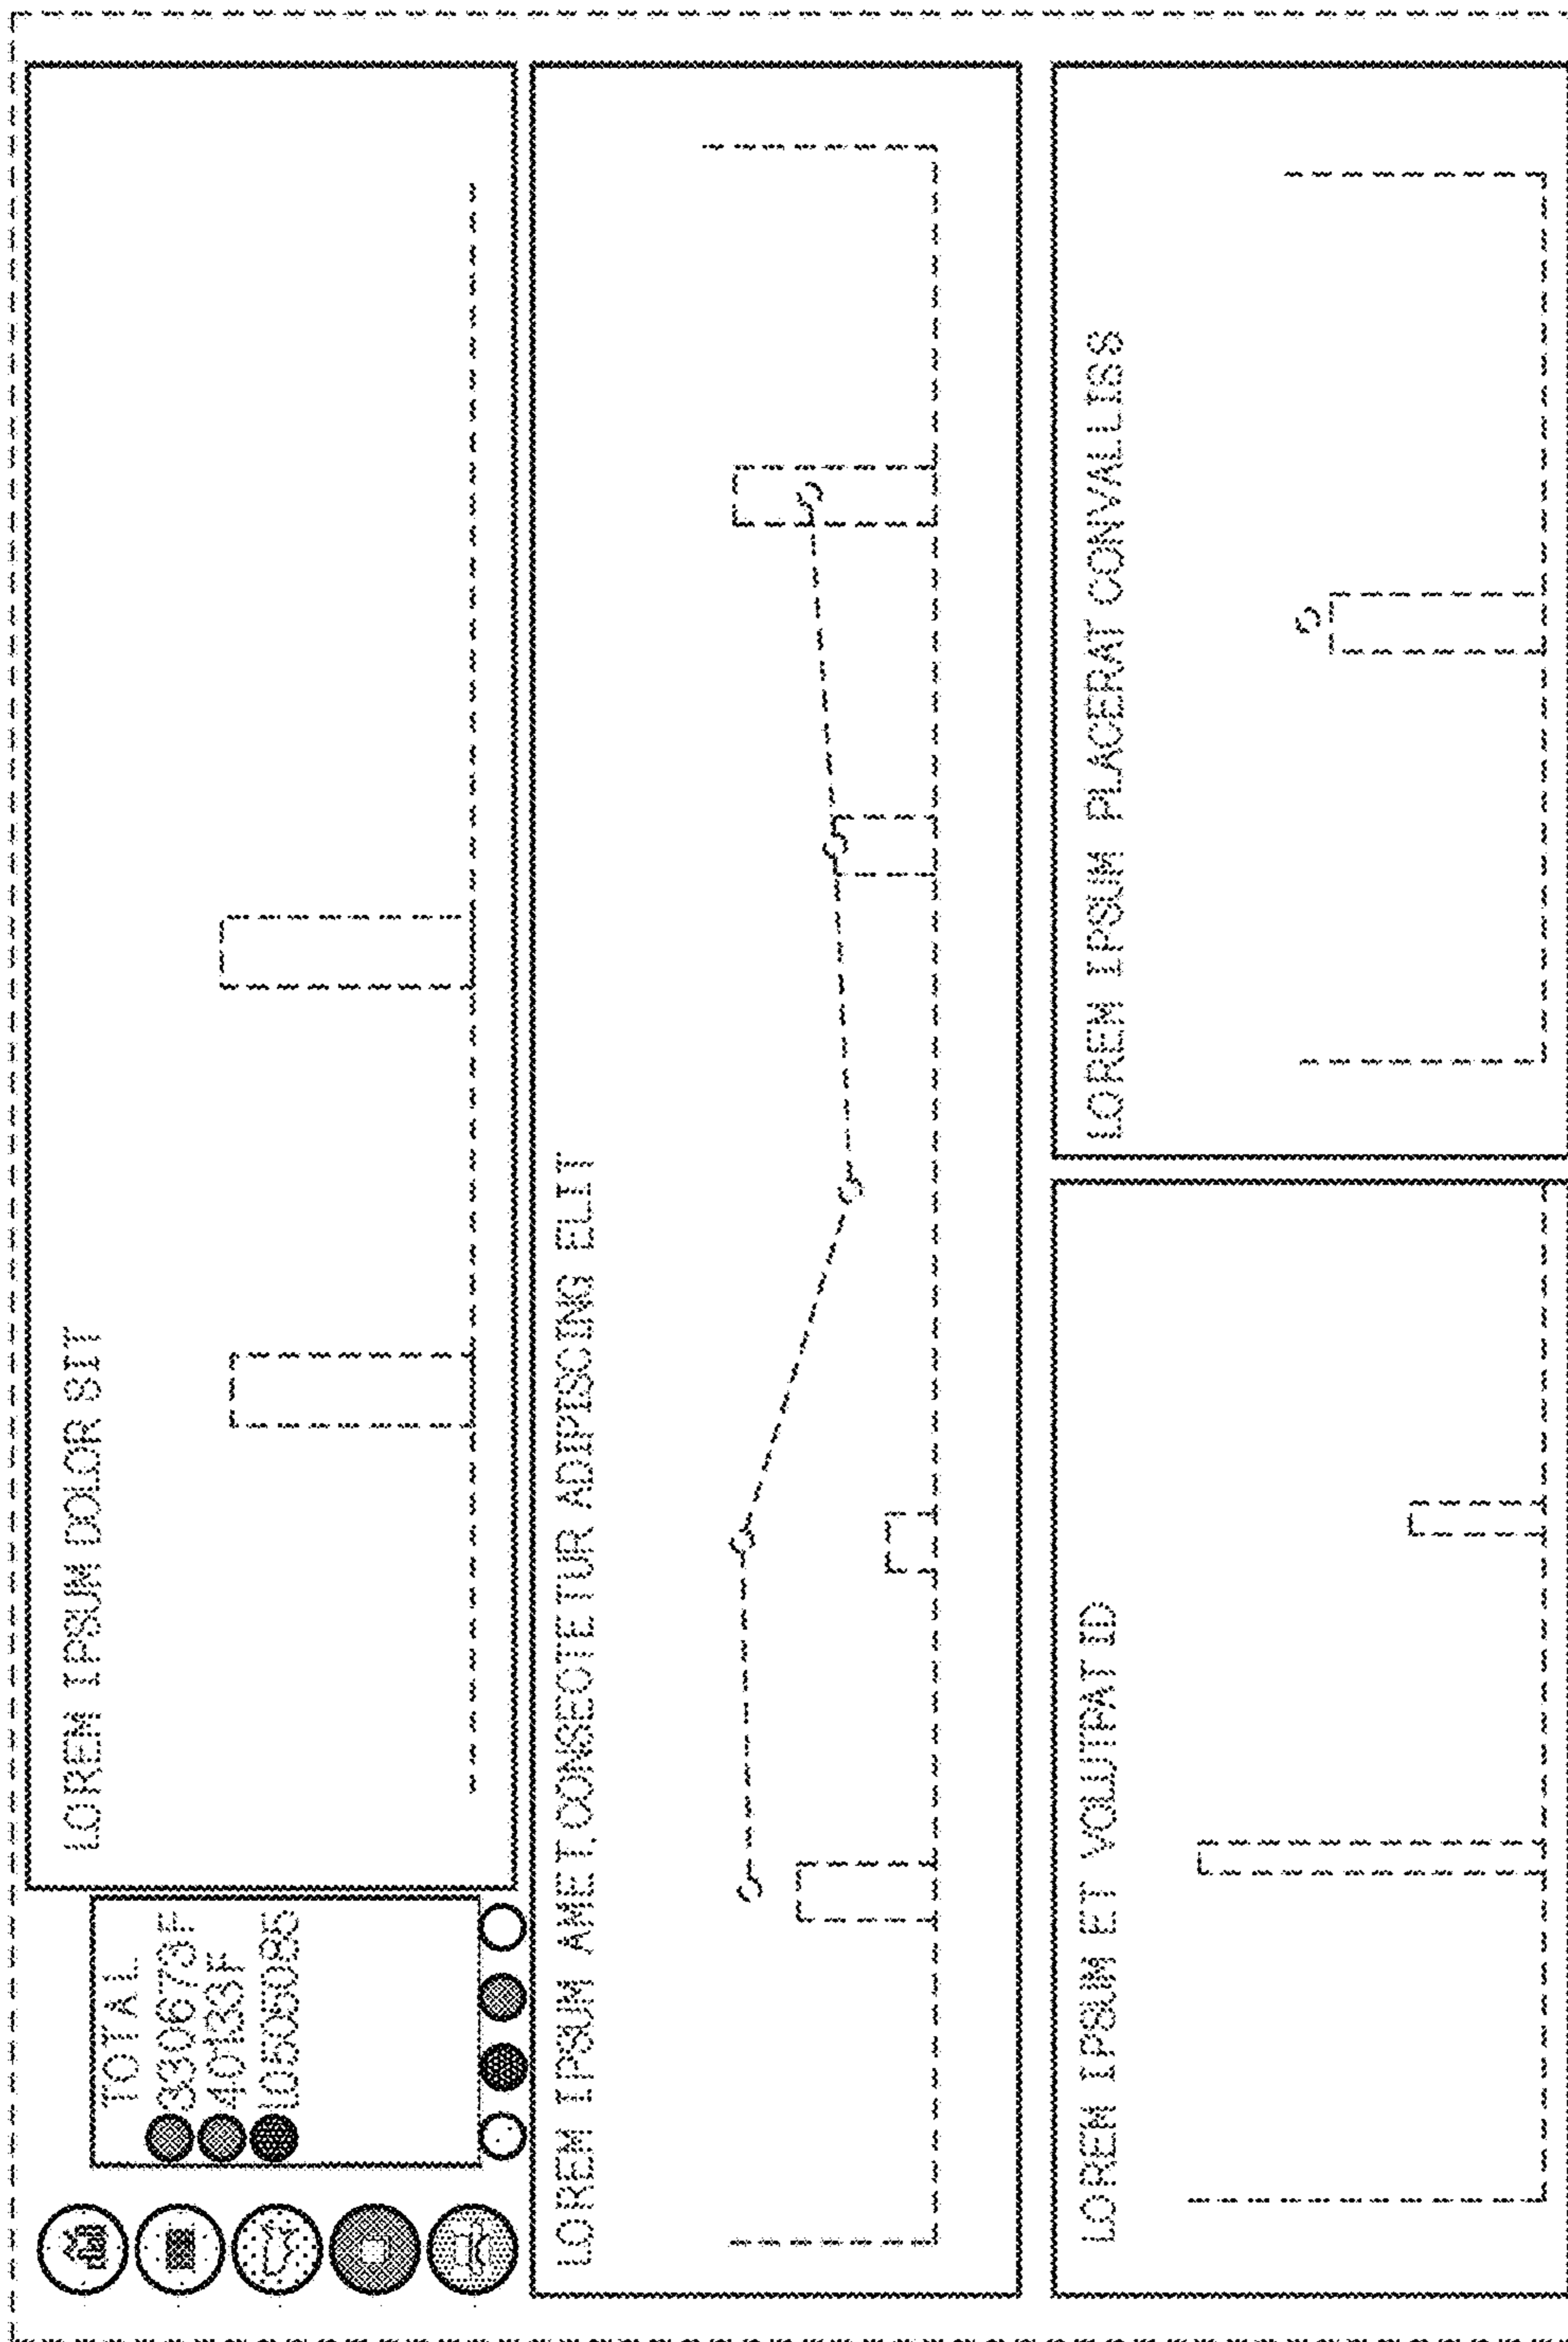 LOREM IPSUM DOLOR SIT
TOTAL
330673F
40133F
10505085
LOREM IPSUM AMET, CONSECTETUR ADIPISCING ELIT
LOREM IPSUM ET VOLUTPAT ID
LOREM IPSUM PLACERAT CONVALLISS